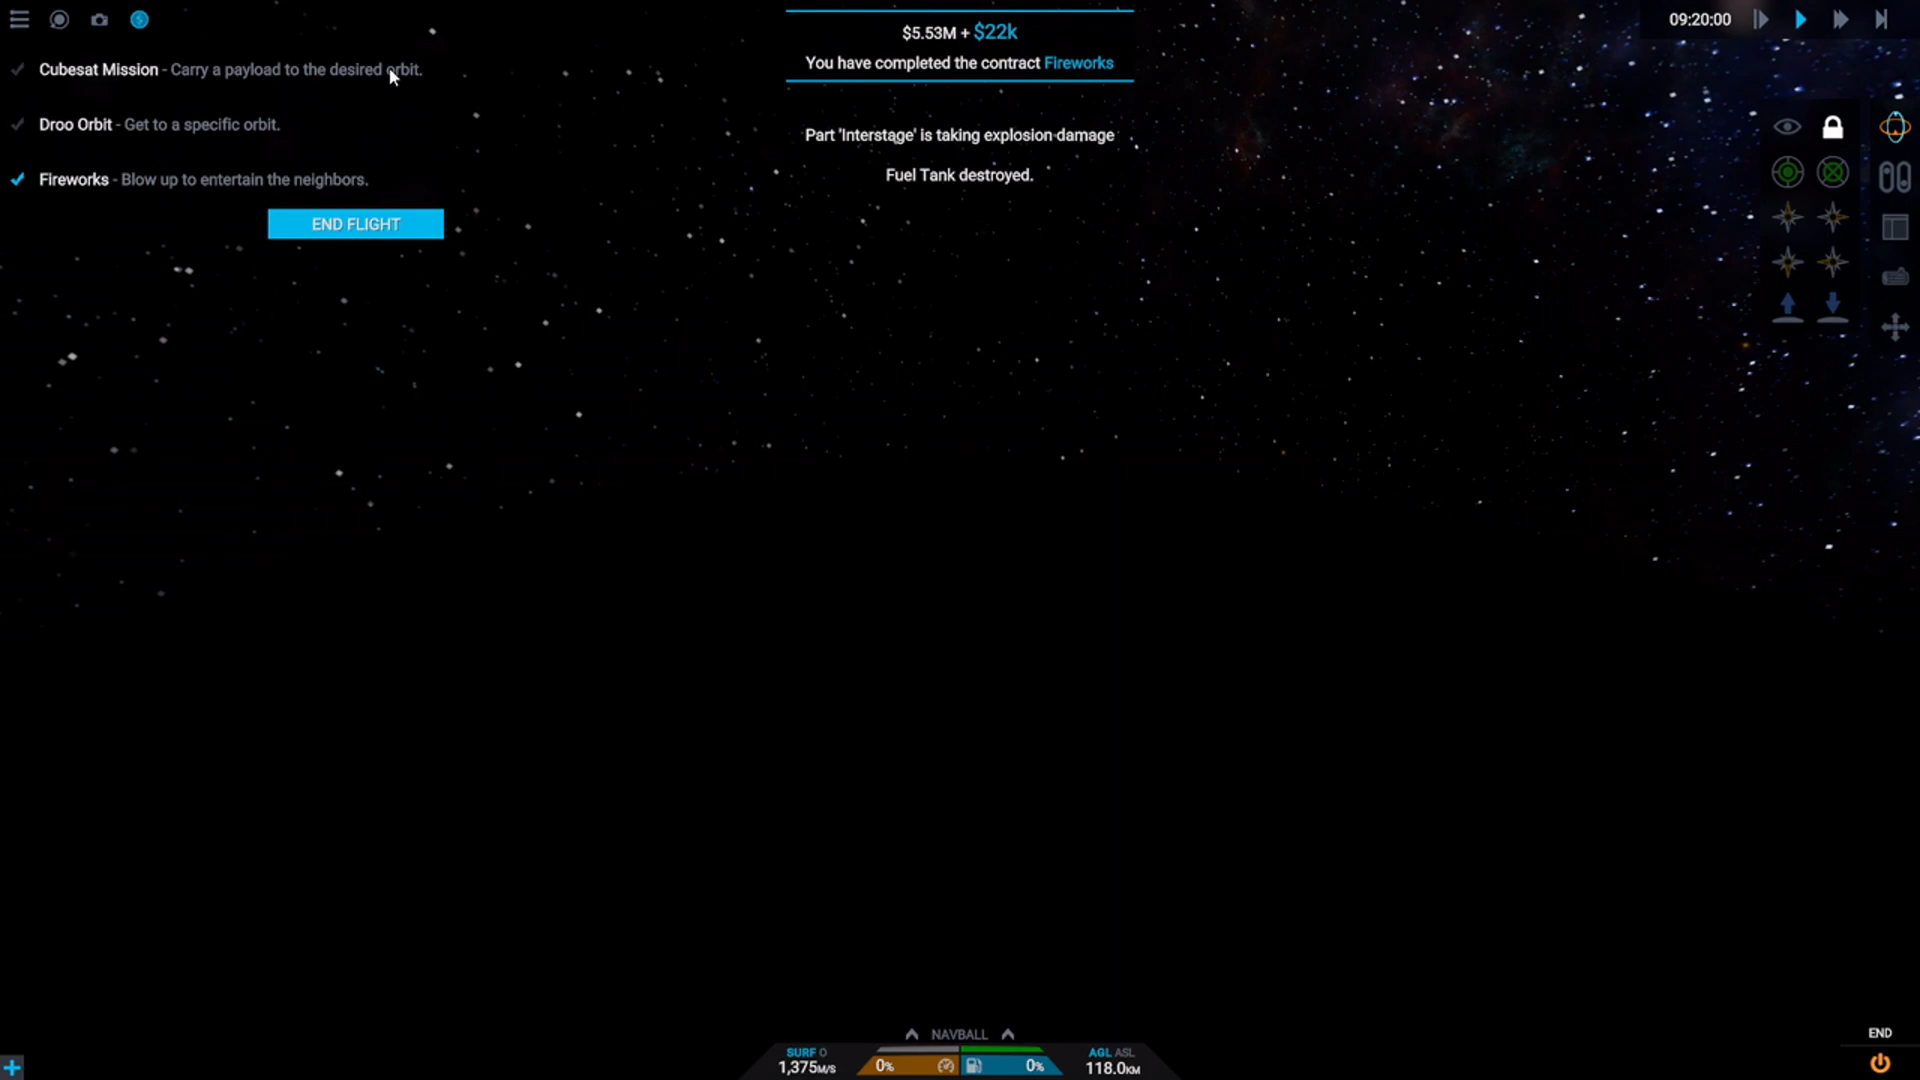 $5.53M + $22k
09:20:00
You have completed the contract Fireworks
Cubesat Mission - Carry a payload to the desired orbit.
Droo Orbit - Get to a specific orbit.
Part 'Interstage' is taking explosion damage
Fuel Tank destroyed.
Fireworks - Blow up to entertain the neighbors.
END FLIGHT
NAVBALL
END
SURF O
AGL ASL
1,375M/S
0%
0%
118.0KM